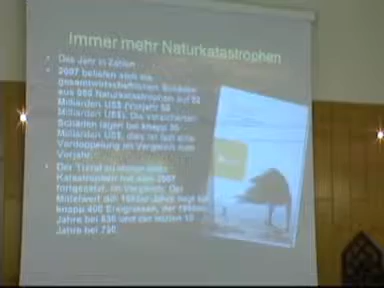 Immer mehr Naturkatastrophen
Das Jahr in Zahlen
2007 beliefen sich die
gesamtwirtschaftlichen Schäden
aus 950 Naturkatastrophen auf
Milliarden US$ (Vorjahr 50
Milliarden US$). Die versicherten
Schäden lagen bei knapp 30
Milliarden US$, dies ist fast eine
Verdoppelung im Vergleich zum
Vorjahr.
Der Trend zu immer mehr
Katastrophen hat sich 2007
fortgesetzt. im Vergleich: Der
Mittelwert der 1980er Jahre liegt bei
knapp 400 Ereignissen, der 1990er
Jahre bei 630 und der letzten 10
Jahre bei 730.